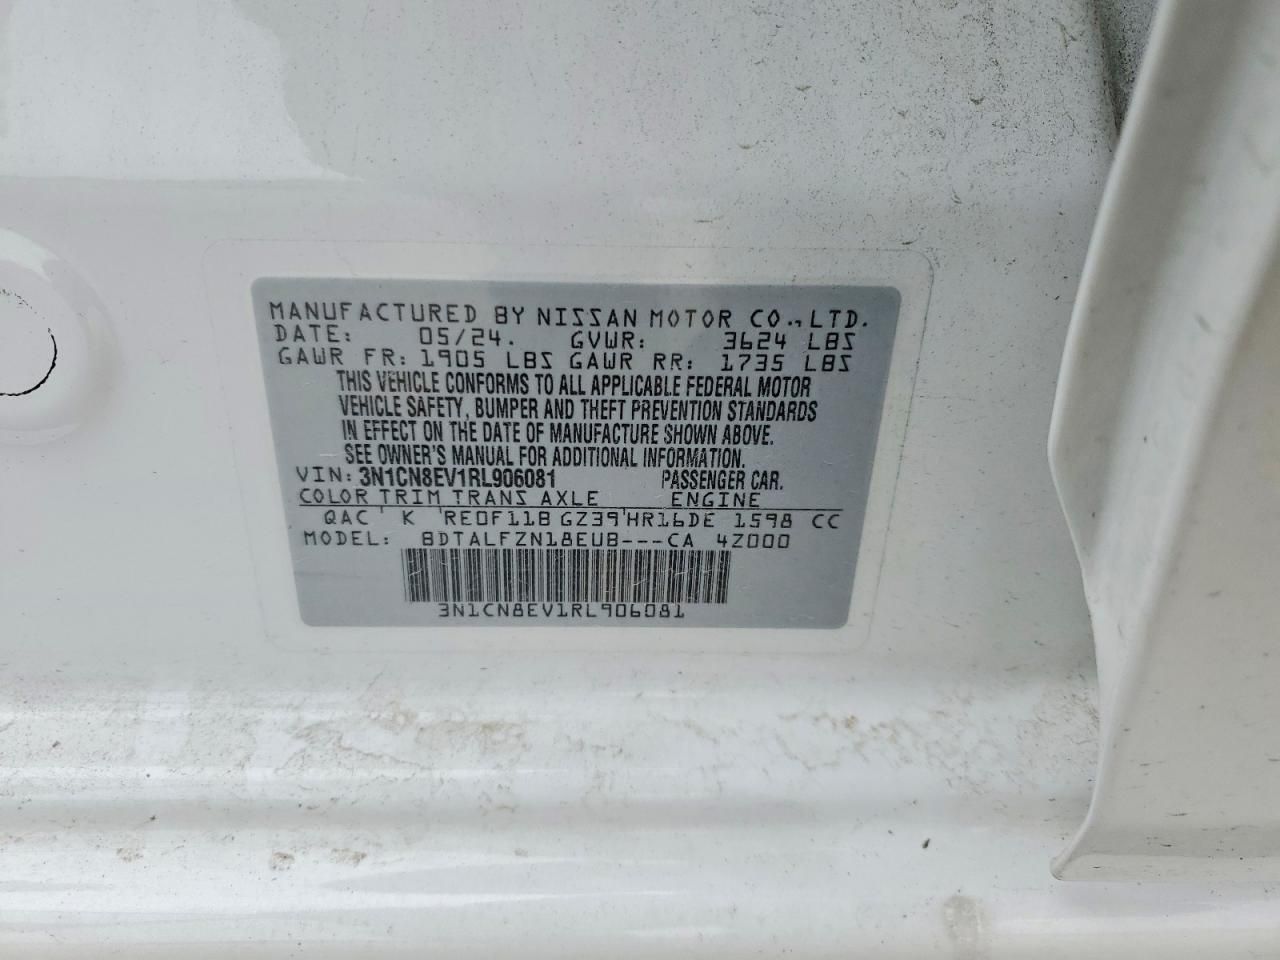 MANUFACTURED BY NISSAN MOTOR CO., LTD.
DATE: 05/24. GVWR: 3624 LBS
GAWR FR: 1905 LBS GAWR RR: 1735 LBS
THIS VEHICLE CONFORMS TO ALL APPLICABLE FEDERAL MOTOR
VEHICLE SAFETY, BUMPER AND THEFT PREVENTION STANDARDS
IN EFFECT ON THE DATE OF MANUFACTURE SHOWN ABOVE.
SEE OWNER'S MANUAL FOR ADDITIONAL INFORMATION.
VIN: 3N1CN8EV1RL906081 PASSENGER CAR.
COLOR TRIM TRANS AXLE ENGINE
QAC K RE0F11B GZ39 HR16DE 1598 CC
MODEL: BDTALFZN18EUB---CA 4Z000
3N1CN8EV1RL906081